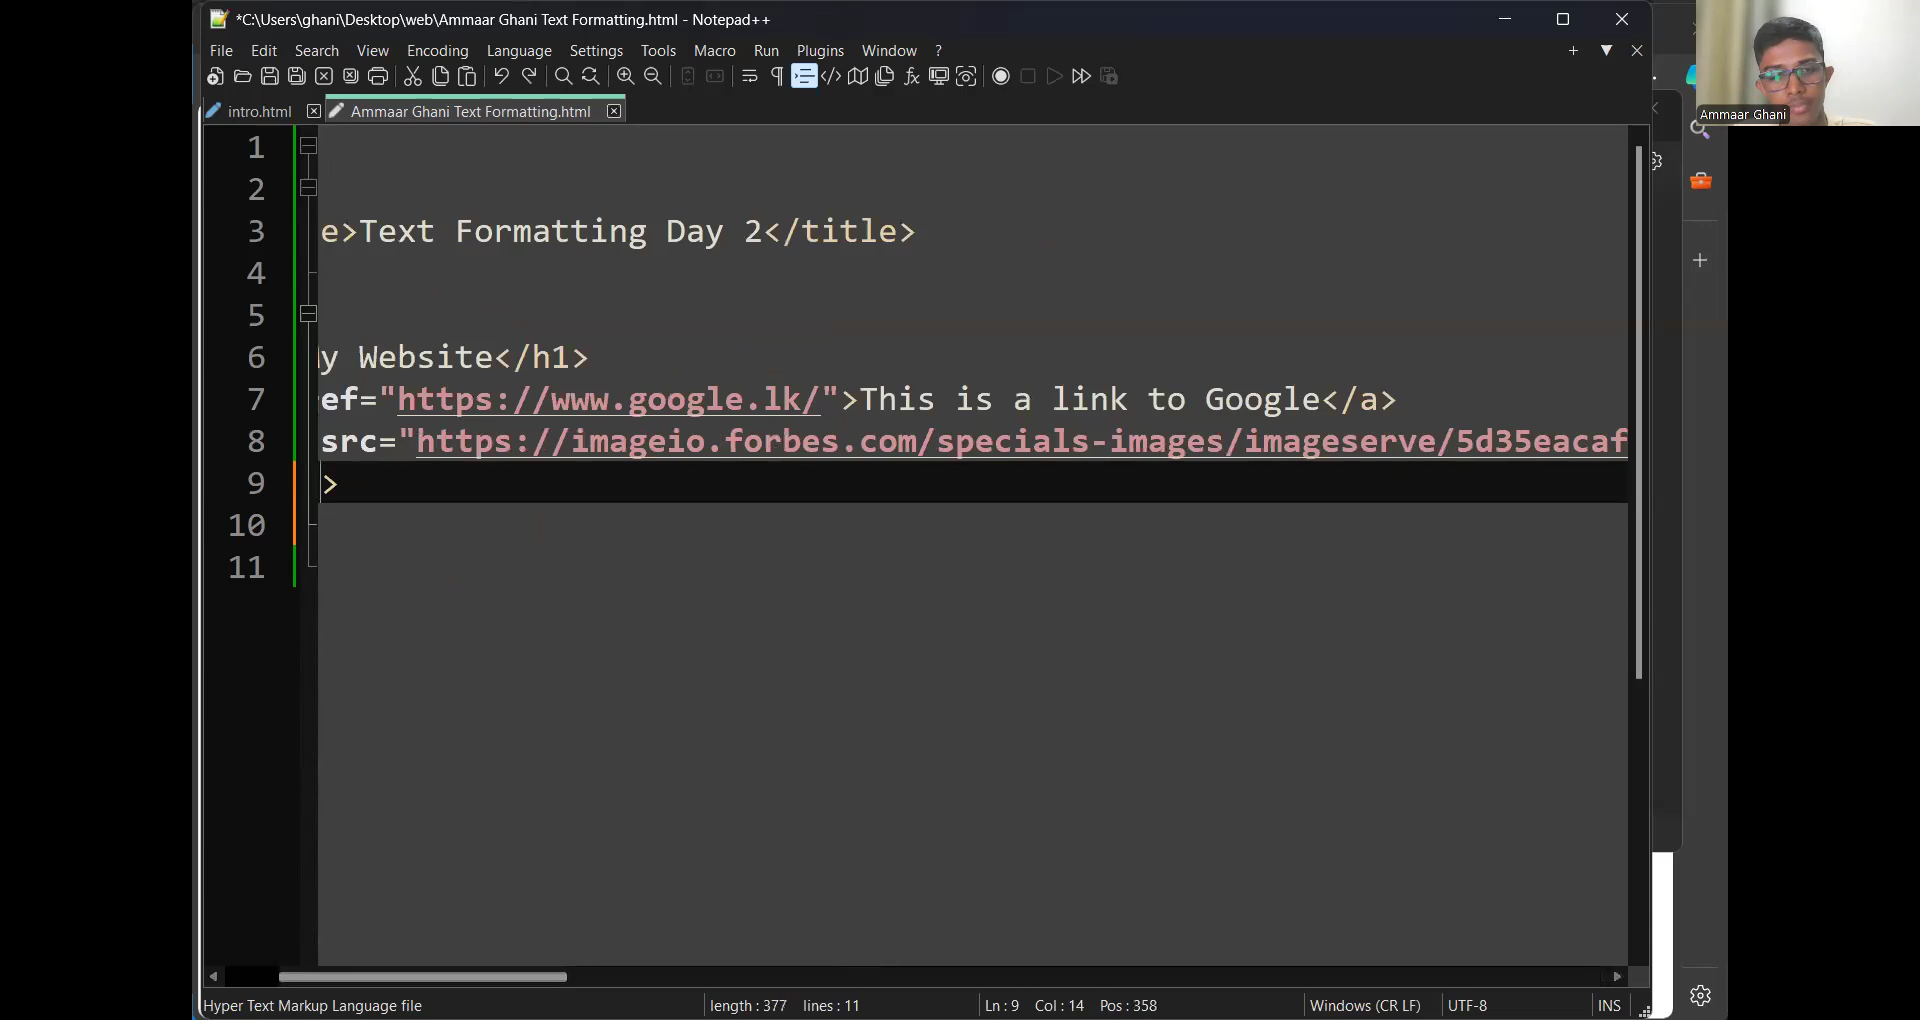 *C:\Users\ghani\Desktop\web\Ammaar Ghani Text Formatting.html - Notepad++
File Edit Search View Encoding Language Settings Tools Macro Run Plugins Window ?
intro.html Ammaar Ghani Text Formatting.html
Ammaar Ghani
1
2
3 e>Text Formatting Day 2</title>
4
5
6 y Website</h1>
7 ef="https://www.google.lk/">This is a link to Google</a>
8 src="https://imageio.forbes.com/specials-images/imageserve/5d35eacaf
9 >
10
11
Hyper Text Markup Language file length : 377 lines : 11 Ln : 9 Col : 14 Pos : 358 Windows (CR LF) UTF-8 INS